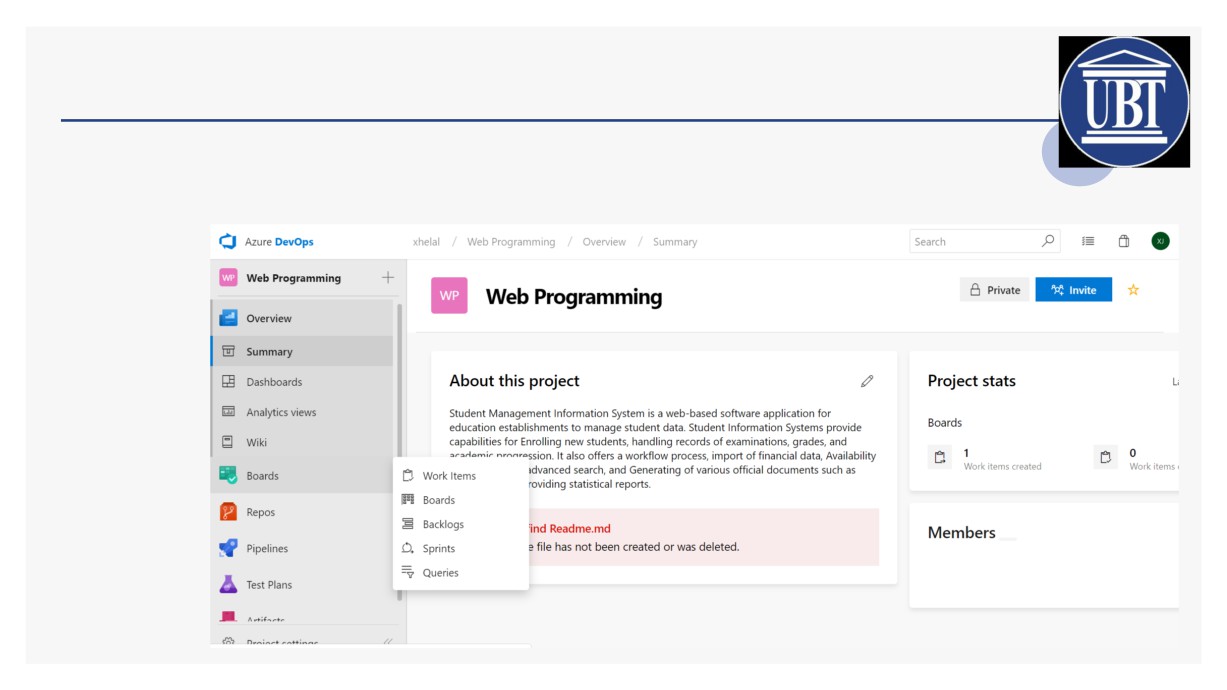 UBT
Azure DevOps
xhelal / Web Programming / Overview / Summary
Search
XJ
WP Web Programming
WP Web Programming
Private
Invite
Overview
Summary
Dashboards
Analytics views
Wiki
Boards
Repos
Pipelines
Test Plans
Artifacts
Project settings
Work Items
Boards
Backlogs
Sprints
Queries
About this project
Student Management Information System is a web-based software application for
education establishments to manage student data. Student Information Systems provide
capabilities for Enrolling new students, handling records of examinations, grades, and
academic progression. It also offers a workflow process, import of financial data, Availability
advanced search, and Generating of various official documents such as
roviding statistical reports.
find Readme.md
e file has not been created or was deleted.
Project stats
Boards
1
Work items created
0
Work items
Members